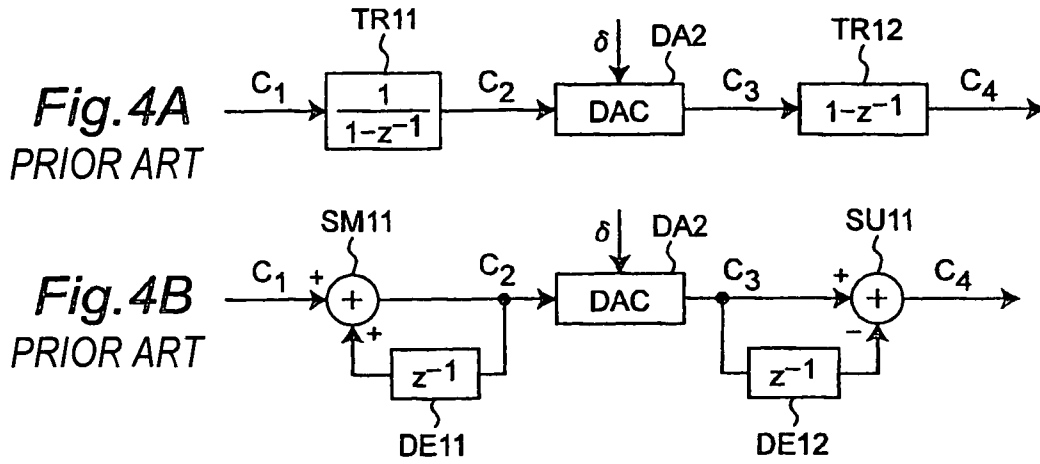 TR11
δ
DA2
TR12
Fig.4A
PRIOR ART
C1
1
1-z-1
C2
DAC
C3
1-z-1
C4
SM11
δ
DA2
SU11
Fig.4B
PRIOR ART
C1
+
+
+
C2
DAC
C3
+
+
−
C4
z-1
z-1
DE11
DE12